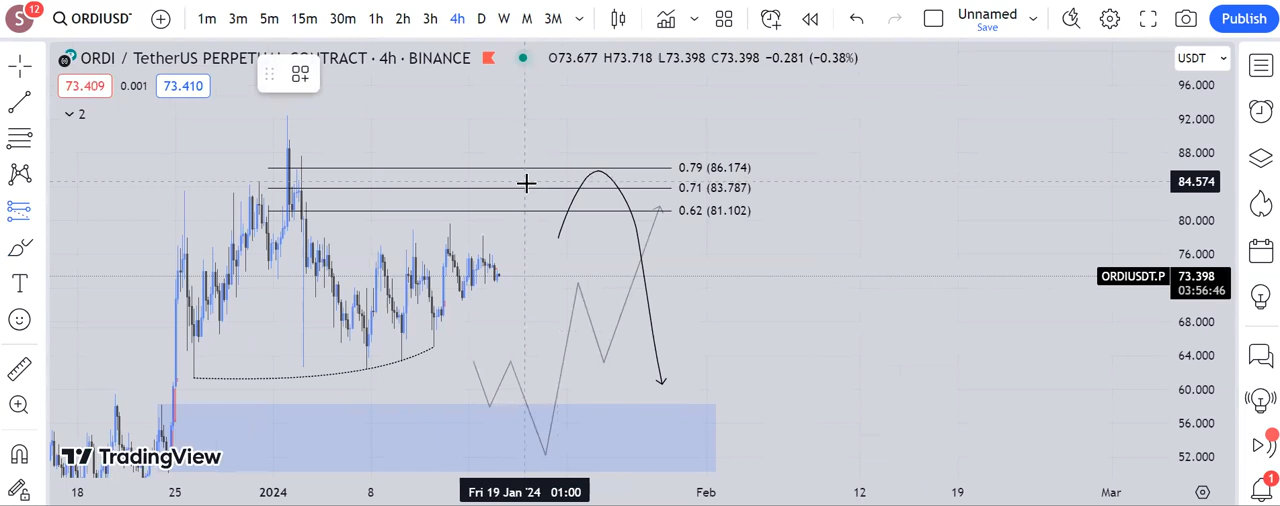 S 12 ORDIUSDT 1m 3m 5m 15m 30m 1h 2h 3h 4h D W M 3M Unnamed Save Publish
ORDI / TetherUS PERPETUAL CONTRACT · 4h · BINANCE O73.677 H73.718 L73.398 C73.398 −0.281 (−0.38%) USDT
73.409 0.001 73.410
2
96.000
92.000
88.000
0.79 (86.174)
84.574
0.71 (83.787)
0.62 (81.102)
80.000
76.000
ORDIUSDT.P 73.398
03:56:46
68.000
64.000
60.000
56.000
TradingView
52.000
18 25 2024 8 Fri 19 Jan '24 01:00 Feb 12 19 Mar
1